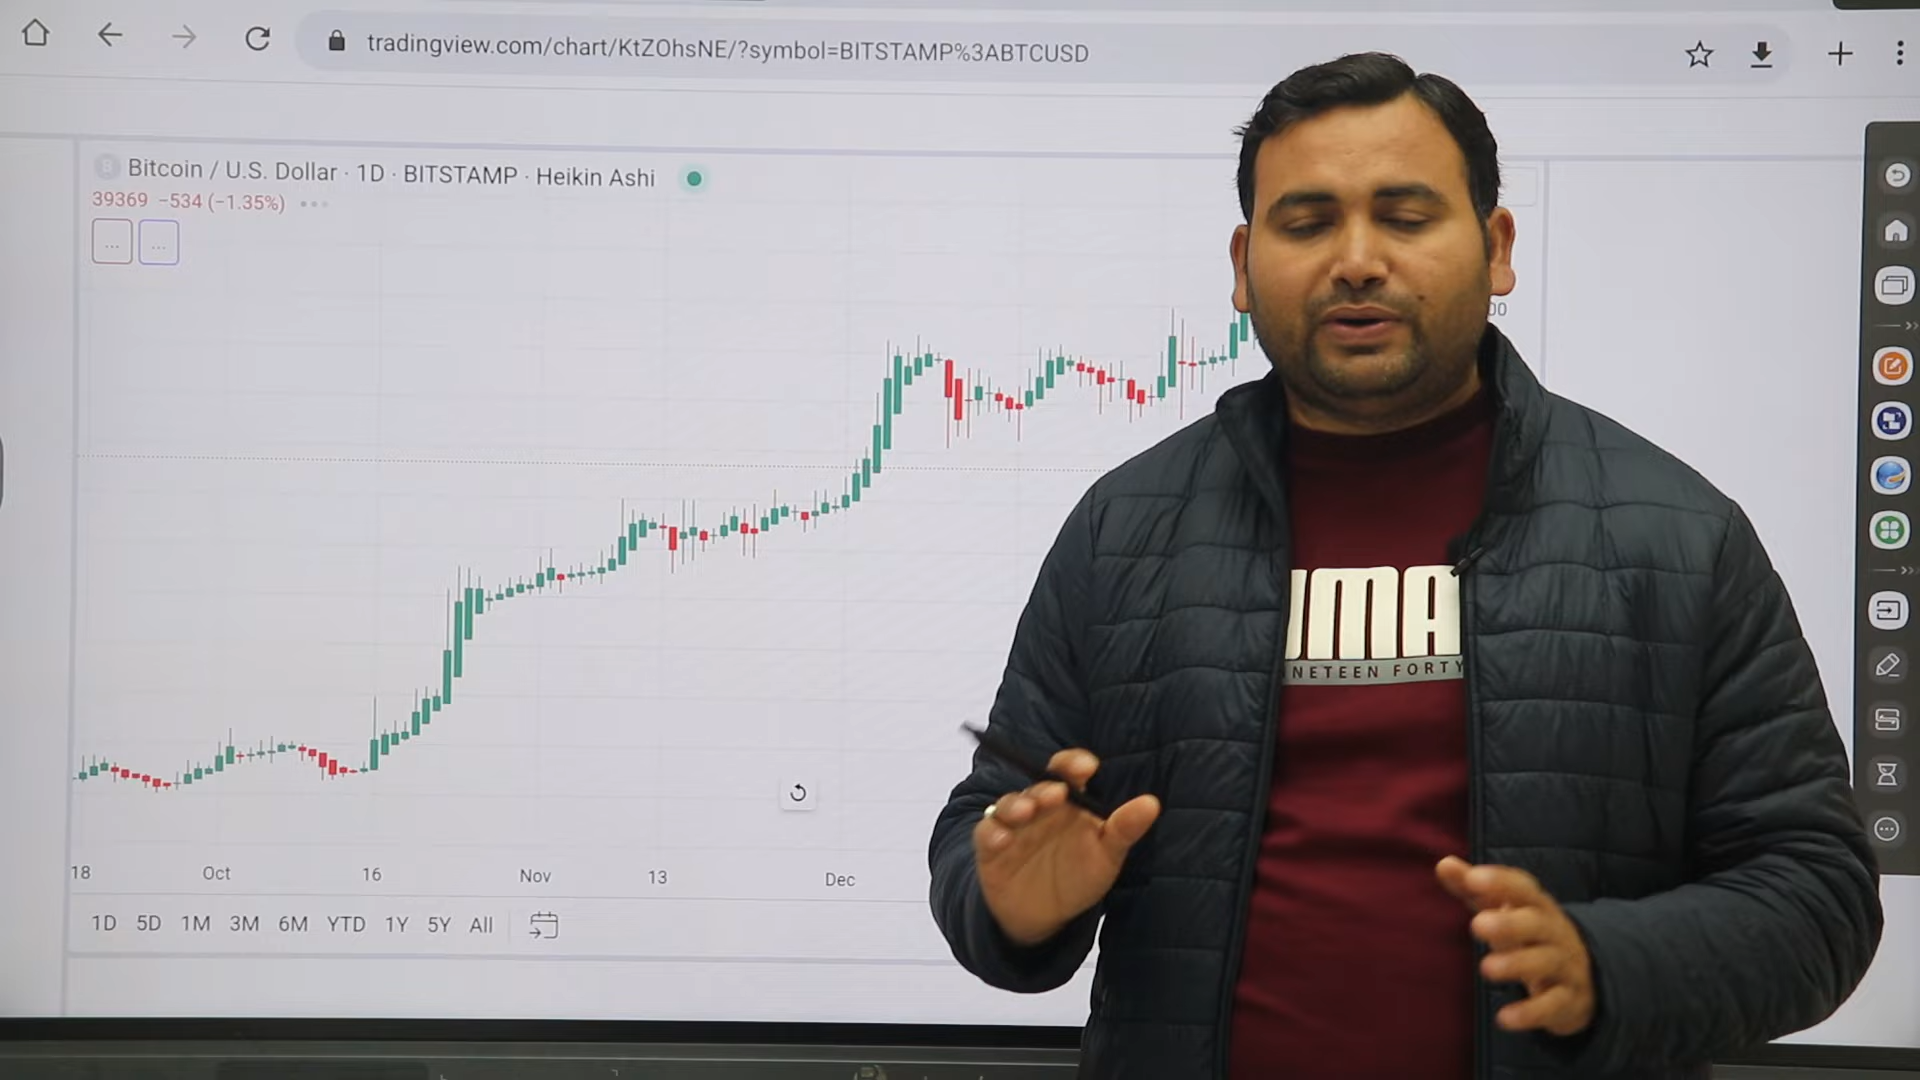 tradingview.com/chart/KtZOhsNE/?symbol=BITSTAMP%3ABTCUSD
B Bitcoin / U.S. Dollar · 1D · BITSTAMP · Heikin Ashi
39369 −534 (−1.35%)
00
UMA
NETEEN FORTY
18 Oct 16 Nov 13 Dec
1D 5D 1M 3M 6M YTD 1Y 5Y All